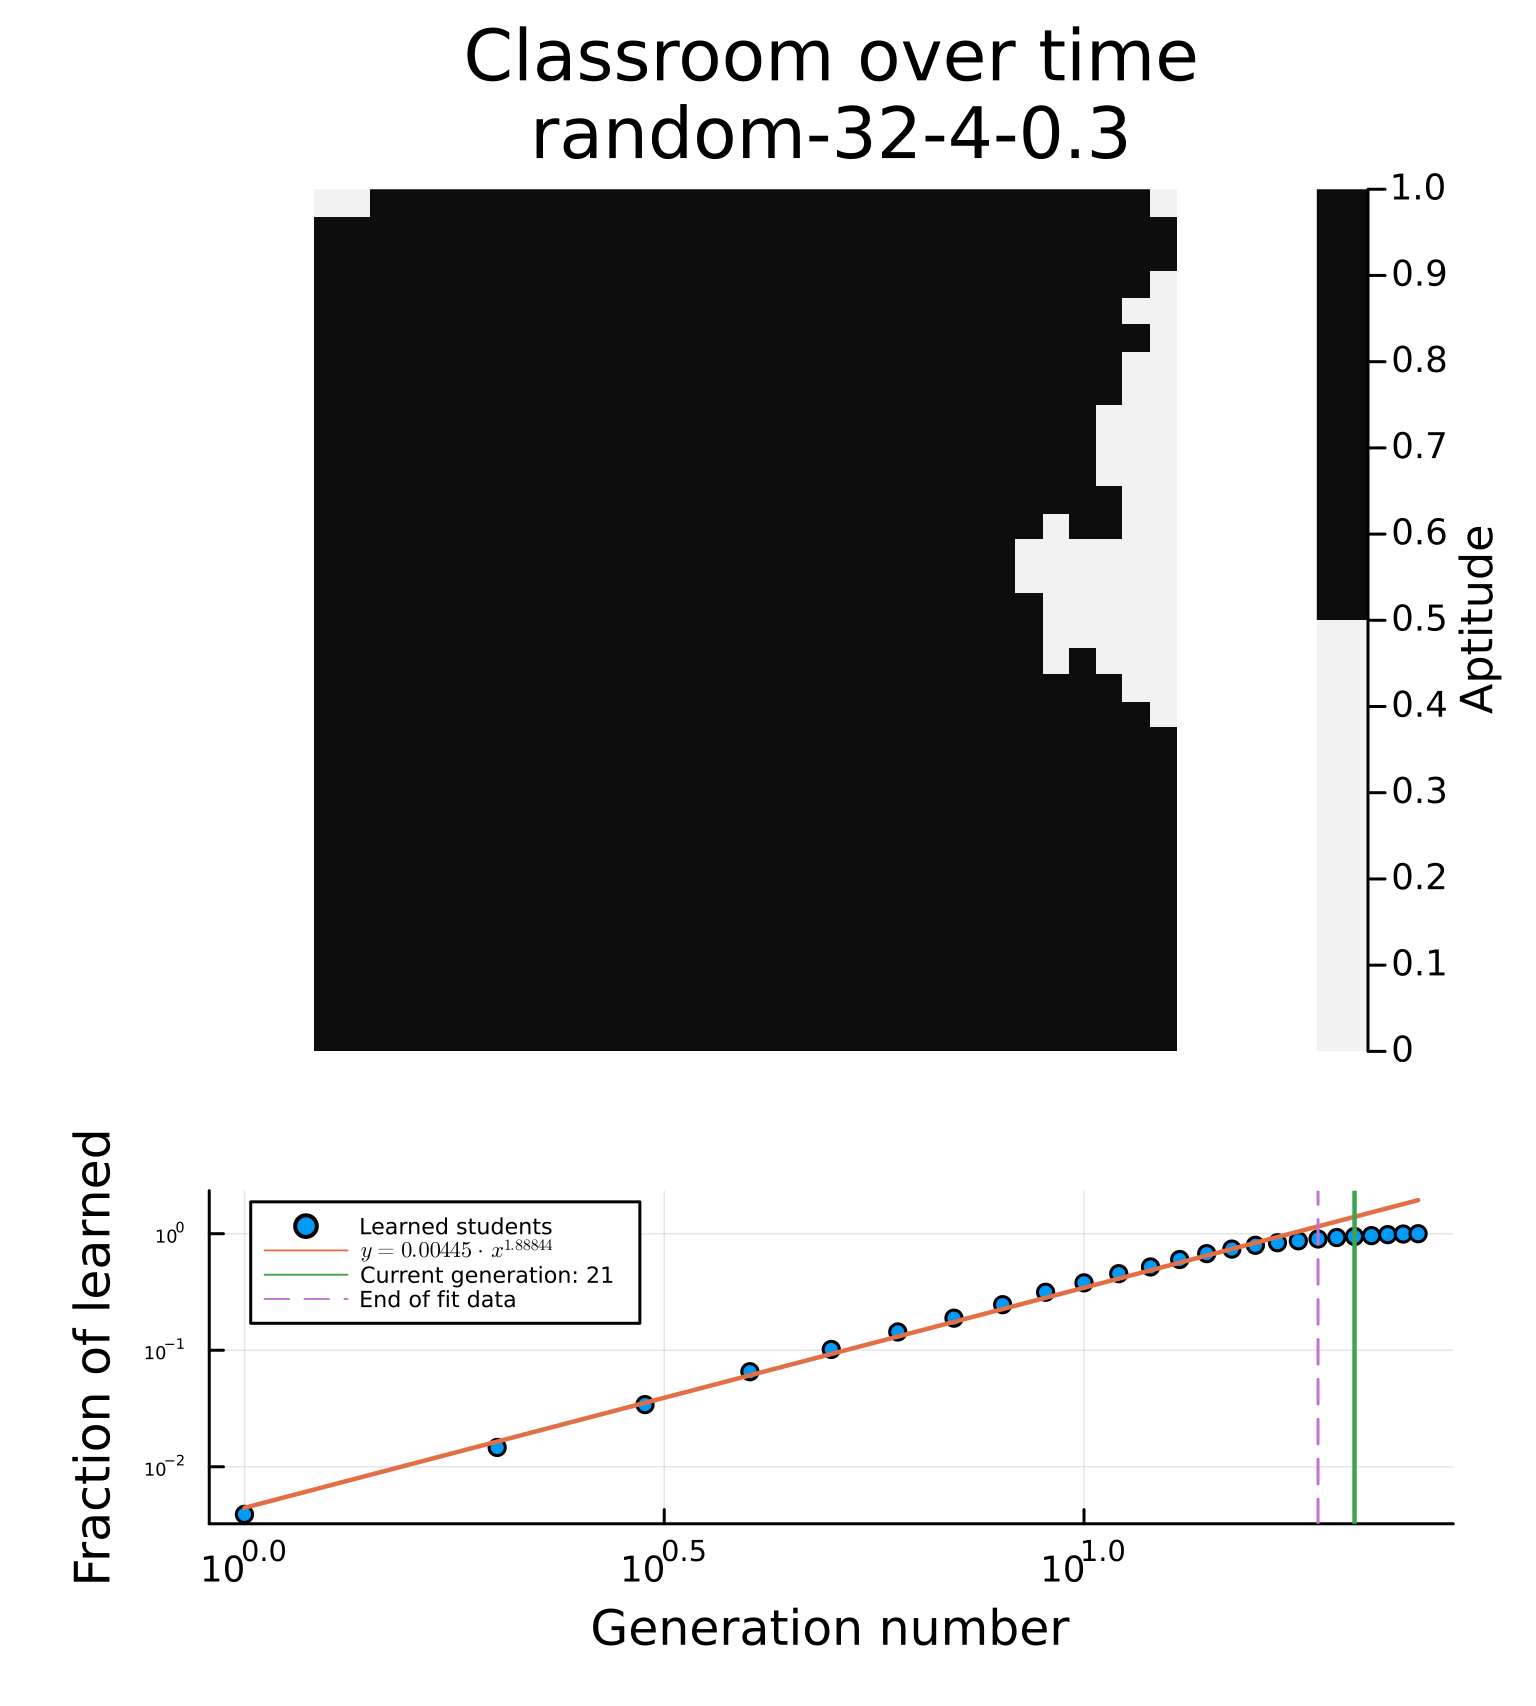 Classroom over time
random-32-4-0.3
1.0
0.9
0.8
0.7
0.6
0.5
0.4
0.3
0.2
0.1
0
Aptitude
Fraction of learned
10^0
10^−1
10^−2
Learned students
y = 0.00445 · x^1.88844
Current generation: 21
End of fit data
10^0.0
10^0.5
10^1.0
Generation number